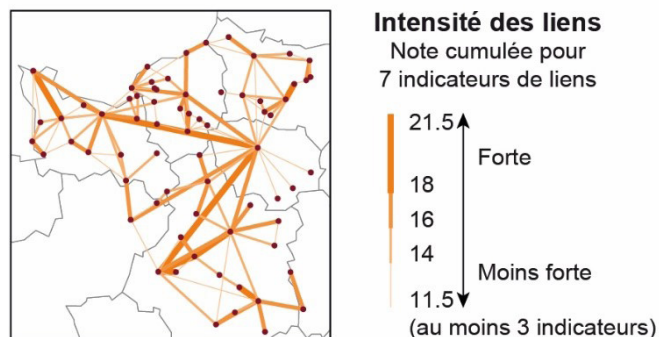 Intensité des liens
Note cumulée pour
7 indicateurs de liens
21.5
Forte
18
16
14
Moins forte
11.5
(au moins 3 indicateurs)